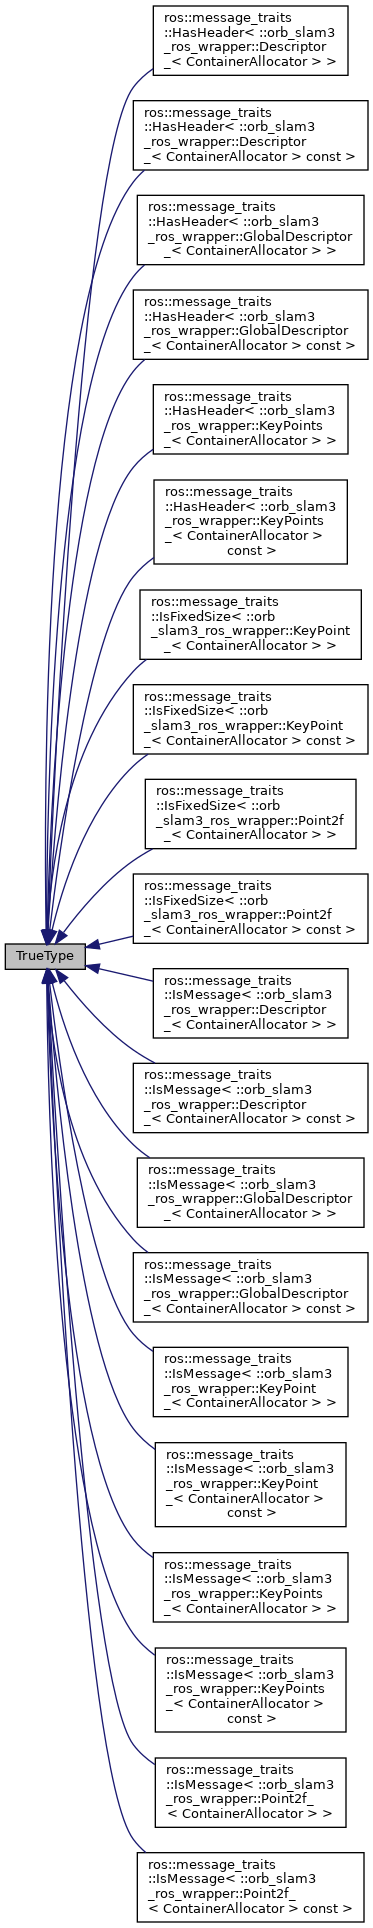 ros::message_traits
::HasHeader< ::orb_slam3
_ros_wrapper::Descriptor
_< ContainerAllocator > >
ros::message_traits
::HasHeader< ::orb_slam3
_ros_wrapper::Descriptor
_< ContainerAllocator > const >
ros::message_traits
::HasHeader< ::orb_slam3
_ros_wrapper::GlobalDescriptor
_< ContainerAllocator > >
ros::message_traits
::HasHeader< ::orb_slam3
_ros_wrapper::GlobalDescriptor
_< ContainerAllocator > const >
ros::message_traits
::HasHeader< ::orb_slam3
_ros_wrapper::KeyPoints
_< ContainerAllocator > >
ros::message_traits
::HasHeader< ::orb_slam3
_ros_wrapper::KeyPoints
_< ContainerAllocator >
const >
ros::message_traits
::IsFixedSize< ::orb
_slam3_ros_wrapper::KeyPoint
_< ContainerAllocator > >
ros::message_traits
::IsFixedSize< ::orb
_slam3_ros_wrapper::KeyPoint
_< ContainerAllocator > const >
ros::message_traits
::IsFixedSize< ::orb
_slam3_ros_wrapper::Point2f
_< ContainerAllocator > >
ros::message_traits
::IsFixedSize< ::orb
_slam3_ros_wrapper::Point2f
_< ContainerAllocator > const >
TrueType
ros::message_traits
::IsMessage< ::orb_slam3
_ros_wrapper::Descriptor
_< ContainerAllocator > >
ros::message_traits
::IsMessage< ::orb_slam3
_ros_wrapper::Descriptor
_< ContainerAllocator > const >
ros::message_traits
::IsMessage< ::orb_slam3
_ros_wrapper::GlobalDescriptor
_< ContainerAllocator > >
ros::message_traits
::IsMessage< ::orb_slam3
_ros_wrapper::GlobalDescriptor
_< ContainerAllocator > const >
ros::message_traits
::IsMessage< ::orb_slam3
_ros_wrapper::KeyPoint
_< ContainerAllocator > >
ros::message_traits
::IsMessage< ::orb_slam3
_ros_wrapper::KeyPoint
_< ContainerAllocator >
const >
ros::message_traits
::IsMessage< ::orb_slam3
_ros_wrapper::KeyPoints
_< ContainerAllocator > >
ros::message_traits
::IsMessage< ::orb_slam3
_ros_wrapper::KeyPoints
_< ContainerAllocator >
const >
ros::message_traits
::IsMessage< ::orb_slam3
_ros_wrapper::Point2f_
< ContainerAllocator > >
ros::message_traits
::IsMessage< ::orb_slam3
_ros_wrapper::Point2f_
< ContainerAllocator > const >